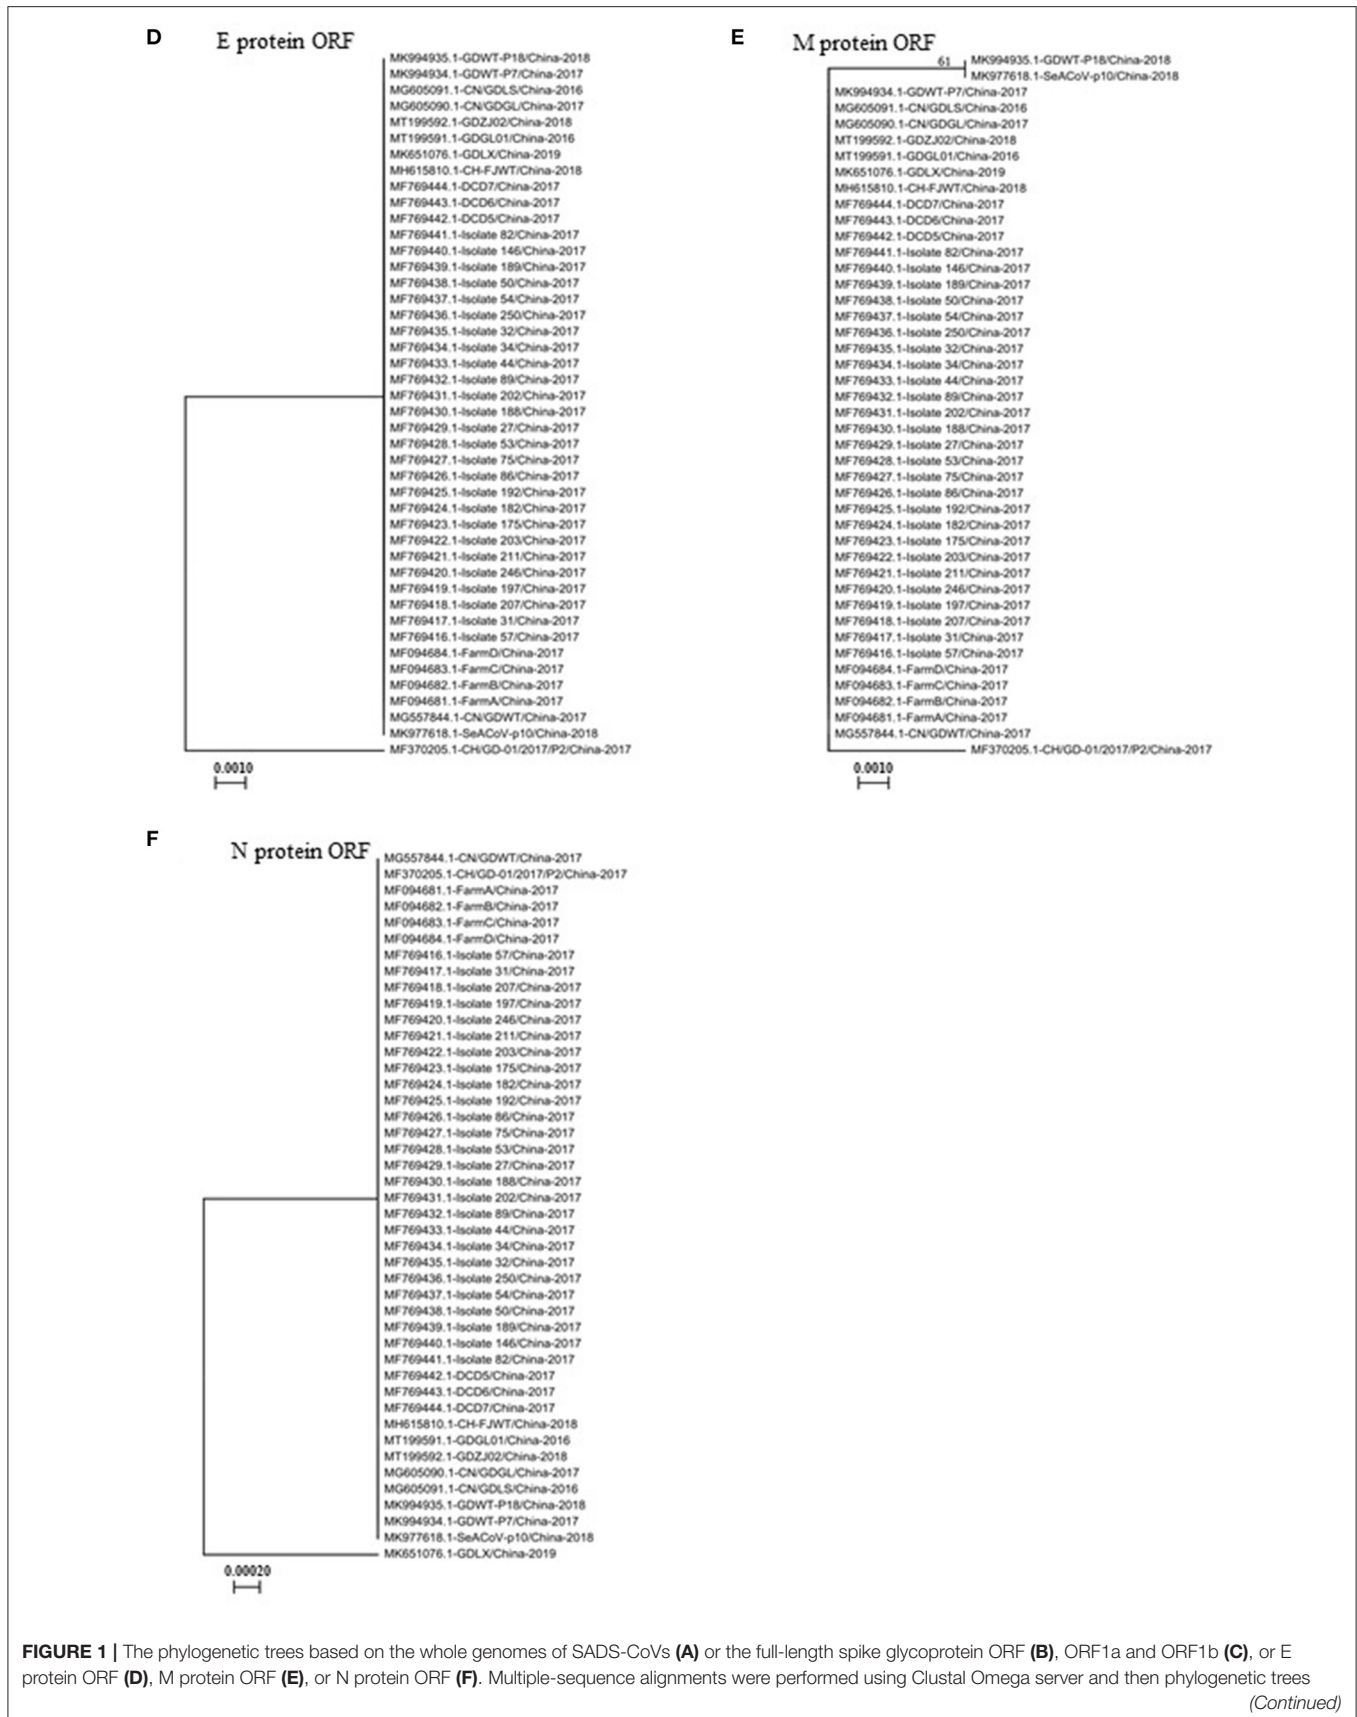 D
E protein ORF
MK994935.1-GDWT-P18/China-2018
MK994934.1-GDWT-P7/China-2017
MG605091.1-CN/GDLS/China-2016
MG605090.1-CN/GDGL/China-2017
MT199592.1-GDZJ02/China-2018
MT199591.1-GDGL01/China-2016
MK651076.1-GDLX/China-2019
MH615810.1-CH-FJWT/China-2018
MF769444.1-DCD7/China-2017
MF769443.1-DCD6/China-2017
MF769442.1-DCD5/China-2017
MF769441.1-Isolate 82/China-2017
MF769440.1-Isolate 146/China-2017
MF769439.1-Isolate 189/China-2017
MF769438.1-Isolate 50/China-2017
MF769437.1-Isolate 54/China-2017
MF769436.1-Isolate 250/China-2017
MF769435.1-Isolate 32/China-2017
MF769434.1-Isolate 34/China-2017
MF769433.1-Isolate 44/China-2017
MF769432.1-Isolate 89/China-2017
MF769431.1-Isolate 202/China-2017
MF769430.1-Isolate 188/China-2017
MF769429.1-Isolate 27/China-2017
MF769428.1-Isolate 53/China-2017
MF769427.1-Isolate 75/China-2017
MF769426.1-Isolate 86/China-2017
MF769425.1-Isolate 192/China-2017
MF769424.1-Isolate 182/China-2017
MF769423.1-Isolate 175/China-2017
MF769422.1-Isolate 203/China-2017
MF769421.1-Isolate 211/China-2017
MF769420.1-Isolate 246/China-2017
MF769419.1-Isolate 197/China-2017
MF769418.1-Isolate 207/China-2017
MF769417.1-Isolate 31/China-2017
MF769416.1-Isolate 57/China-2017
MF094684.1-FarmD/China-2017
MF094683.1-FarmC/China-2017
MF094682.1-FarmB/China-2017
MF094681.1-FarmA/China-2017
MG557844.1-CN/GDWT/China-2017
MK977618.1-SeACoV-p10/China-2018
MF370205.1-CH/GD-01/2017/P2/China-2017
0.0010
E
M protein ORF
61
MK994935.1-GDWT-P18/China-2018
MK977618.1-SeACoV-p10/China-2018
MK994934.1-GDWT-P7/China-2017
MG605091.1-CN/GDLS/China-2016
MG605090.1-CN/GDGL/China-2017
MT199592.1-GDZJ02/China-2018
MT199591.1-GDGL01/China-2016
MK651076.1-GDLX/China-2019
MH615810.1-CH-FJWT/China-2018
MF769444.1-DCD7/China-2017
MF769443.1-DCD6/China-2017
MF769442.1-DCD5/China-2017
MF769441.1-Isolate 82/China-2017
MF769440.1-Isolate 146/China-2017
MF769439.1-Isolate 189/China-2017
MF769438.1-Isolate 50/China-2017
MF769437.1-Isolate 54/China-2017
MF769436.1-Isolate 250/China-2017
MF769435.1-Isolate 32/China-2017
MF769434.1-Isolate 34/China-2017
MF769433.1-Isolate 44/China-2017
MF769432.1-Isolate 89/China-2017
MF769431.1-Isolate 202/China-2017
MF769430.1-Isolate 188/China-2017
MF769429.1-Isolate 27/China-2017
MF769428.1-Isolate 53/China-2017
MF769427.1-Isolate 75/China-2017
MF769426.1-Isolate 86/China-2017
MF769425.1-Isolate 192/China-2017
MF769424.1-Isolate 182/China-2017
MF769423.1-Isolate 175/China-2017
MF769422.1-Isolate 203/China-2017
MF769421.1-Isolate 211/China-2017
MF769420.1-Isolate 246/China-2017
MF769419.1-Isolate 197/China-2017
MF769418.1-Isolate 207/China-2017
MF769417.1-Isolate 31/China-2017
MF769416.1-Isolate 57/China-2017
MF094684.1-FarmD/China-2017
MF094683.1-FarmC/China-2017
MF094682.1-FarmB/China-2017
MF094681.1-FarmA/China-2017
MG557844.1-CN/GDWT/China-2017
MF370205.1-CH/GD-01/2017/P2/China-2017
0.0010
F
N protein ORF
MG557844.1-CN/GDWT/China-2017
MF370205.1-CH/GD-01/2017/P2/China-2017
MF094681.1-FarmA/China-2017
MF094682.1-FarmB/China-2017
MF094683.1-FarmC/China-2017
MF094684.1-FarmD/China-2017
MF769416.1-Isolate 57/China-2017
MF769417.1-Isolate 31/China-2017
MF769418.1-Isolate 207/China-2017
MF769419.1-Isolate 197/China-2017
MF769420.1-Isolate 246/China-2017
MF769421.1-Isolate 211/China-2017
MF769422.1-Isolate 203/China-2017
MF769423.1-Isolate 175/China-2017
MF769424.1-Isolate 182/China-2017
MF769425.1-Isolate 192/China-2017
MF769426.1-Isolate 86/China-2017
MF769427.1-Isolate 75/China-2017
MF769428.1-Isolate 53/China-2017
MF769429.1-Isolate 27/China-2017
MF769430.1-Isolate 188/China-2017
MF769431.1-Isolate 202/China-2017
MF769432.1-Isolate 89/China-2017
MF769433.1-Isolate 44/China-2017
MF769434.1-Isolate 34/China-2017
MF769435.1-Isolate 32/China-2017
MF769436.1-Isolate 250/China-2017
MF769437.1-Isolate 54/China-2017
MF769438.1-Isolate 50/China-2017
MF769439.1-Isolate 189/China-2017
MF769440.1-Isolate 146/China-2017
MF769441.1-Isolate 82/China-2017
MF769442.1-DCD5/China-2017
MF769443.1-DCD6/China-2017
MF769444.1-DCD7/China-2017
MH615810.1-CH-FJWT/China-2018
MT199591.1-GDGL01/China-2016
MT199592.1-GDZJ02/China-2018
MG605090.1-CN/GDGL/China-2017
MG605091.1-CN/GDLS/China-2016
MK994935.1-GDWT-P18/China-2018
MK994934.1-GDWT-P7/China-2017
MK977618.1-SeACoV-p10/China-2018
MK651076.1-GDLX/China-2019
0.00020
FIGURE 1 | The phylogenetic trees based on the whole genomes of SADS-CoVs (A) or the full-length spike glycoprotein ORF (B), ORF1a and ORF1b (C), or E
protein ORF (D), M protein ORF (E), or N protein ORF (F). Multiple-sequence alignments were performed using Clustal Omega server and then phylogenetic trees
(Continued)